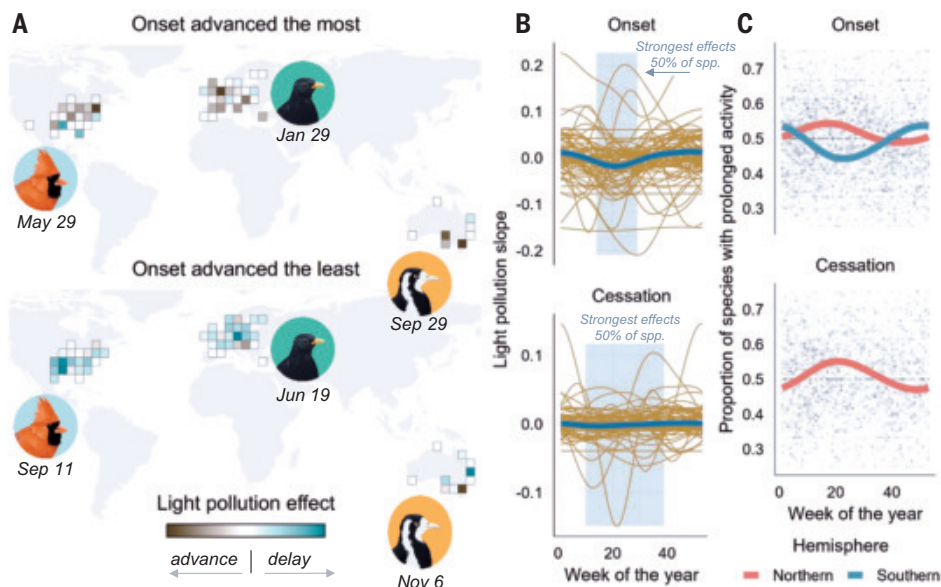 A
Onset advanced the most
Jan 29
May 29
Onset advanced the least
Sep 29
Jun 19
Sep 11
Light pollution effect
advance | delay
Nov 6
B
Onset
Strongest effects
50% of spp.
0.2
0.1
0.0
-0.1
-0.2
Light pollution slope
Cessation
Strongest effects
50% of spp.
0.1
0.0
-0.1
0
20
40
Week of the year
C
Onset
0.7
0.6
0.5
0.4
0.3
Proportion of species with prolonged activity
Cessation
0.7
0.6
0.5
0.4
0.3
0
20
40
Hemisphere
Northern
Southern